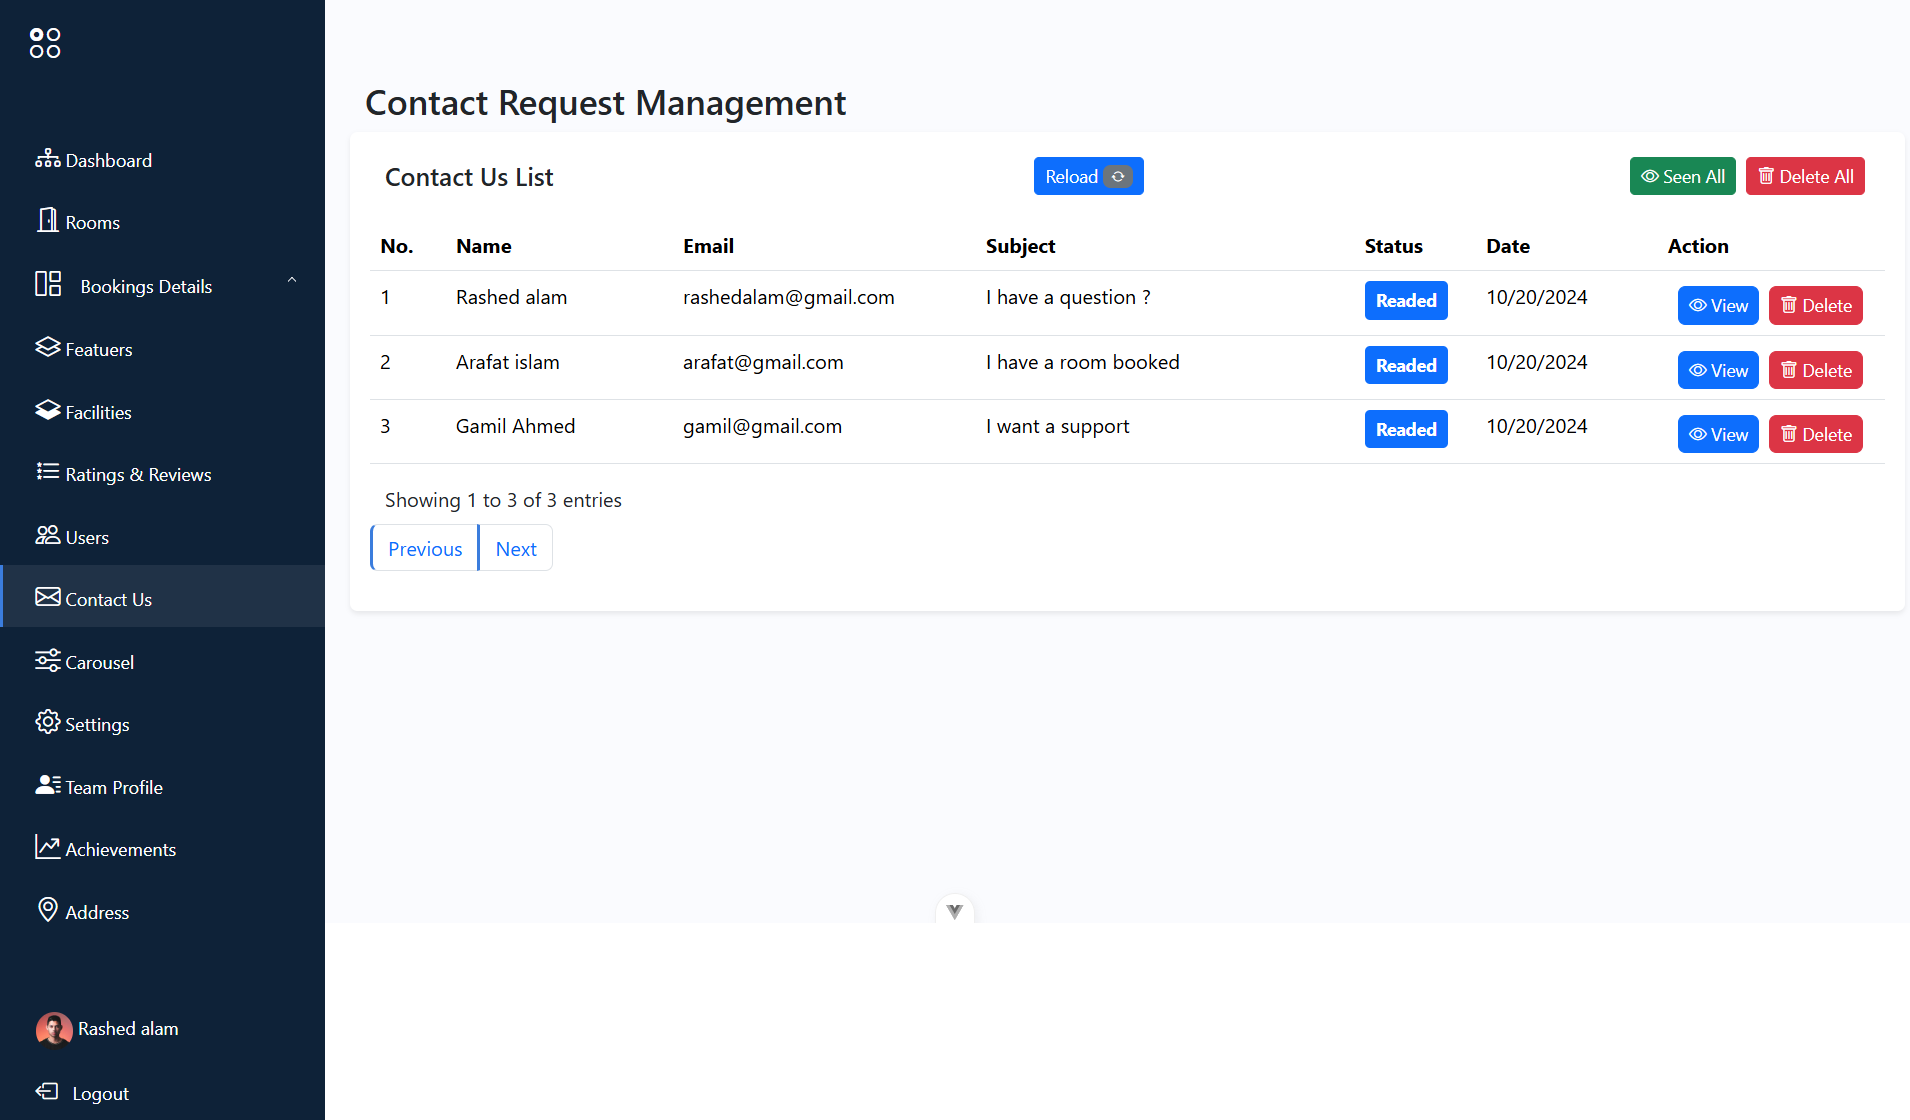 Dashboard
Rooms
Bookings Details
Featuers
Facilities
Ratings & Reviews
Users
Contact Us
Carousel
Settings
Team Profile
Achievements
Address
Rashed alam
Logout
Contact Request Management
Contact Us List Reload Seen All Delete All
No. Name Email Subject Status Date Action
1 Rashed alam rashedalam@gmail.com I have a question ? Readed 10/20/2024 View Delete
2 Arafat islam arafat@gmail.com I have a room booked Readed 10/20/2024 View Delete
3 Gamil Ahmed gamil@gmail.com I want a support Readed 10/20/2024 View Delete
Showing 1 to 3 of 3 entries
Previous Next